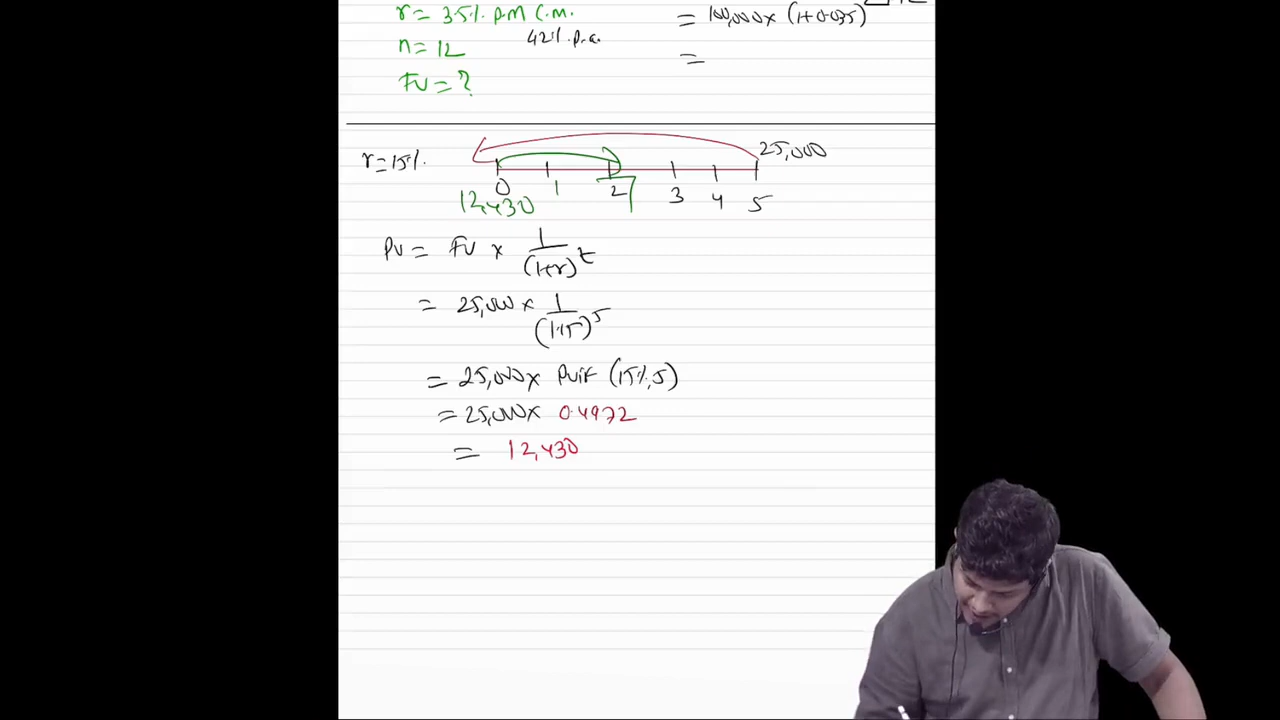 r = 3.5% p.m C.m.
42% p.a.
n = 12
FV = ?
= 100,000 x (1+0.035)
=
r = 15%
25,000
0 1 2 3 4 5
12,430
PV = FV x 1/(1+r)^t
= 25,000 x 1/(1.15)^5
= 25,000 x PVIF (15%,5)
= 25,000 x 0.4972
= 12,430